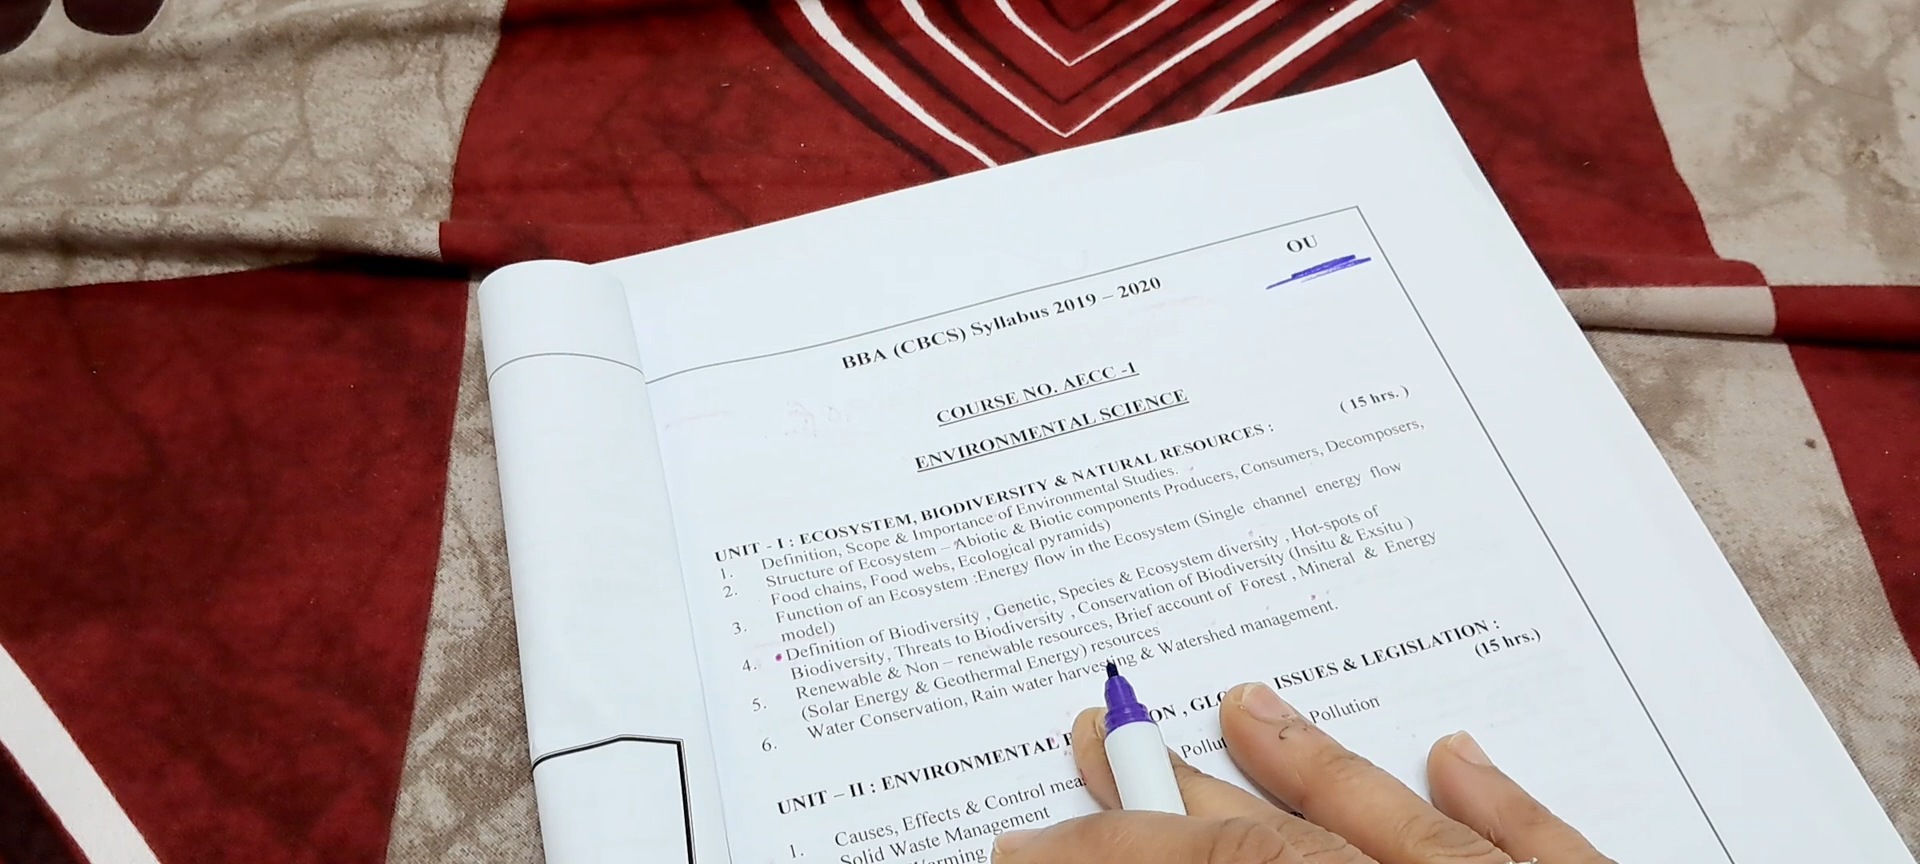 OU
BBA (CBCS) Syllabus 2019 – 2020
COURSE NO. AECC -1
ENVIRONMENTAL SCIENCE
UNIT - I : ECOSYSTEM, BIODIVERSITY & NATURAL RESOURCES : ( 15 hrs. )
1. Definition, Scope & Importance of Environmental Studies.
2. Structure of Ecosystem – Abiotic & Biotic components Producers, Consumers, Decomposers,
Food chains, Food webs, Ecological pyramids)
3. Function of an Ecosystem :Energy flow in the Ecosystem (Single channel energy flow
model)
4. Definition of Biodiversity , Genetic, Species & Ecosystem diversity , Hot-spots of
Biodiversity, Threats to Biodiversity , Conservation of Biodiversity (Insitu & Exsitu )
5. Renewable & Non – renewable resources, Brief account of Forest , Mineral & Energy
(Solar Energy & Geothermal Energy) resources
6. Water Conservation, Rain water harvesting & Watershed management.
UNIT – II : ENVIRONMENTAL ISSUES & LEGISLATION :
(15 hrs.)
1. Causes, Effects & Control Pollution
Solid Waste Management